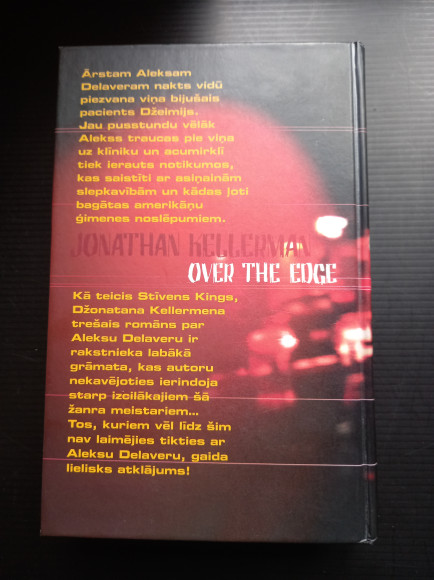 Ārstam Aleksam
Delaveram nakts vidū
piezvana viņa bijušais
pacients Džeimijs.
Jau pusstundu vēlāk
Alekss traucas pie viņa
uz klīniku un acumirklī
tiek ierauts notikumos,
kas saistīti ar asiņainām
slepkavībām un kādas ļoti
bagātas amerikāņu
ģimenes noslēpumiem.
JONATHAN KELLERMAN
OVER THE EDGE
Kā teicis Stīvens Kings,
Džonatana Kellermena
trešais romāns par
Aleksu Delaveru ir
rakstnieka labākā
grāmata, kas autoru
nekavējoties ierindoja
starp izcilākajiem šā
žanra meistariem...
Tos, kuriem vēl līdz šim
nav laimējies tikties ar
Aleksu Delaveru, gaida
lielisks atklājums!